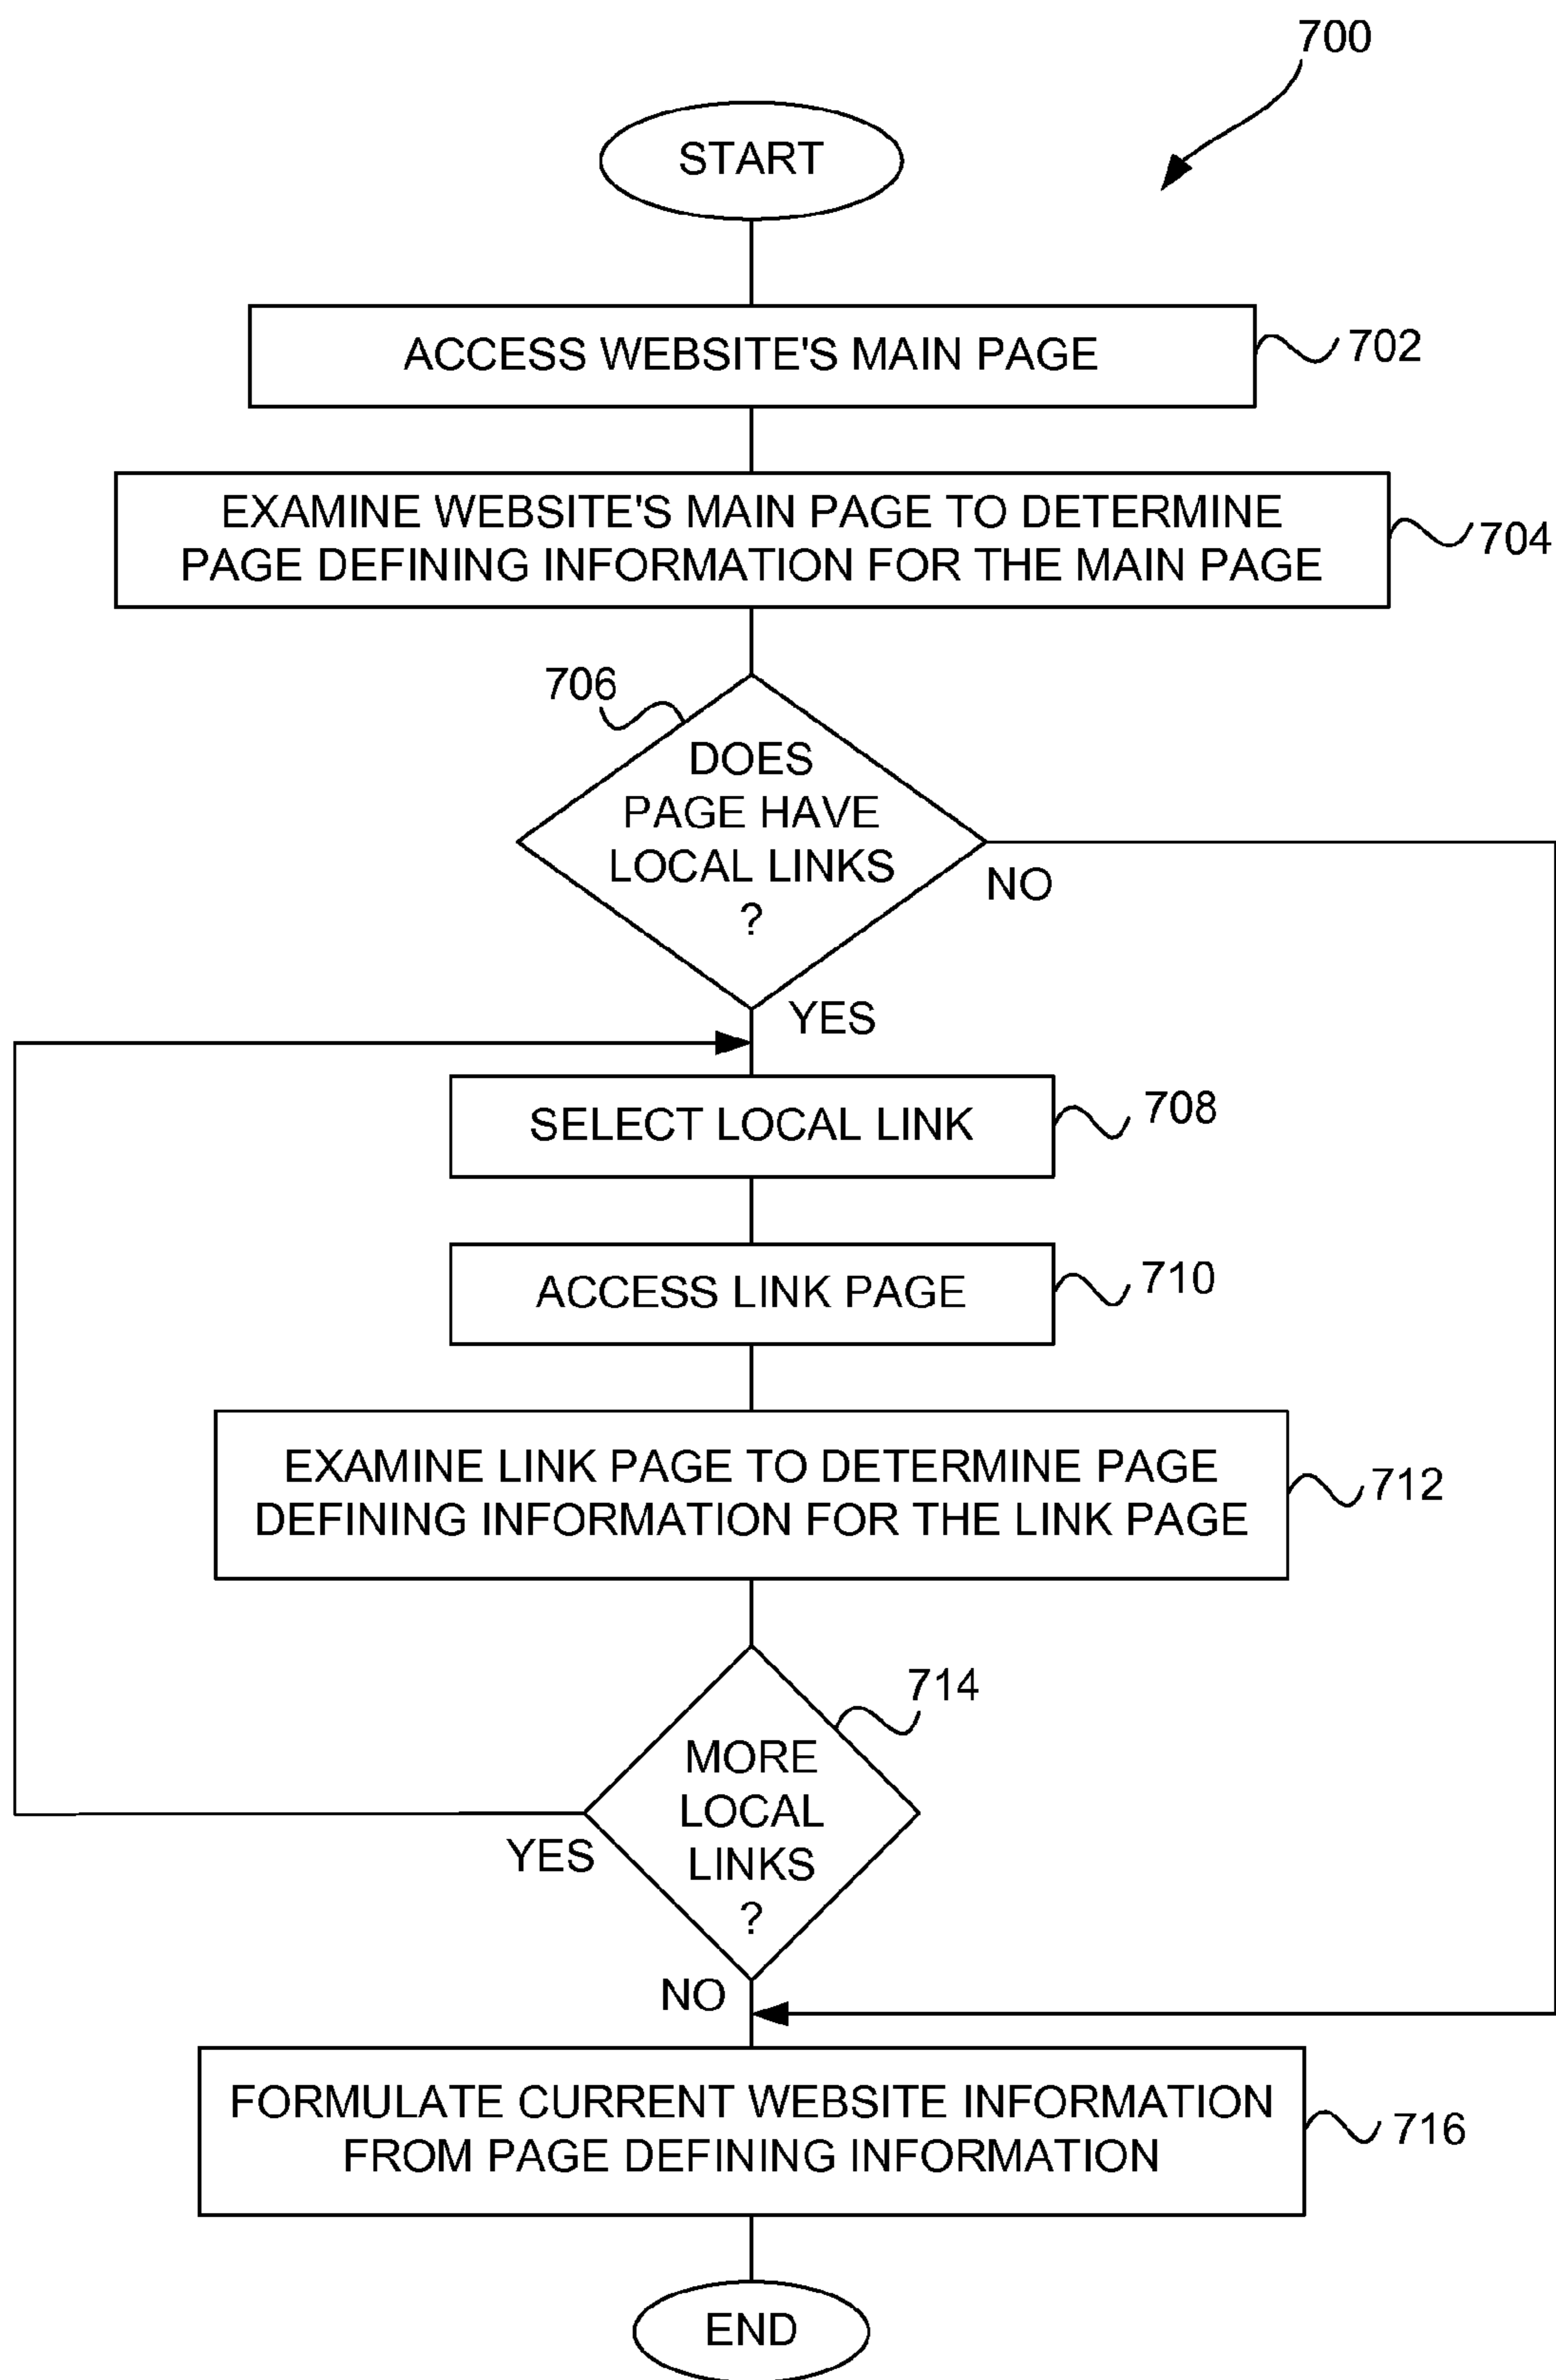 700
START
ACCESS WEBSITE'S MAIN PAGE
702
EXAMINE WEBSITE'S MAIN PAGE TO DETERMINE
PAGE DEFINING INFORMATION FOR THE MAIN PAGE
704
706
DOES
PAGE HAVE
LOCAL LINKS
?
NO
YES
SELECT LOCAL LINK
708
ACCESS LINK PAGE
710
EXAMINE LINK PAGE TO DETERMINE PAGE
DEFINING INFORMATION FOR THE LINK PAGE
712
714
MORE
LOCAL
LINKS
?
YES
NO
FORMULATE CURRENT WEBSITE INFORMATION
FROM PAGE DEFINING INFORMATION
716
END